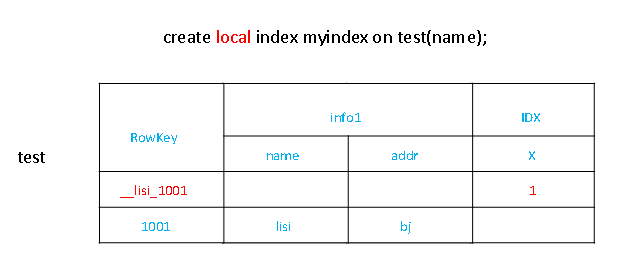 create local index myindex on test(name);
info1 IDX
RowKey
name addr X
test
__lisi_1001 1
1001 lisi bj